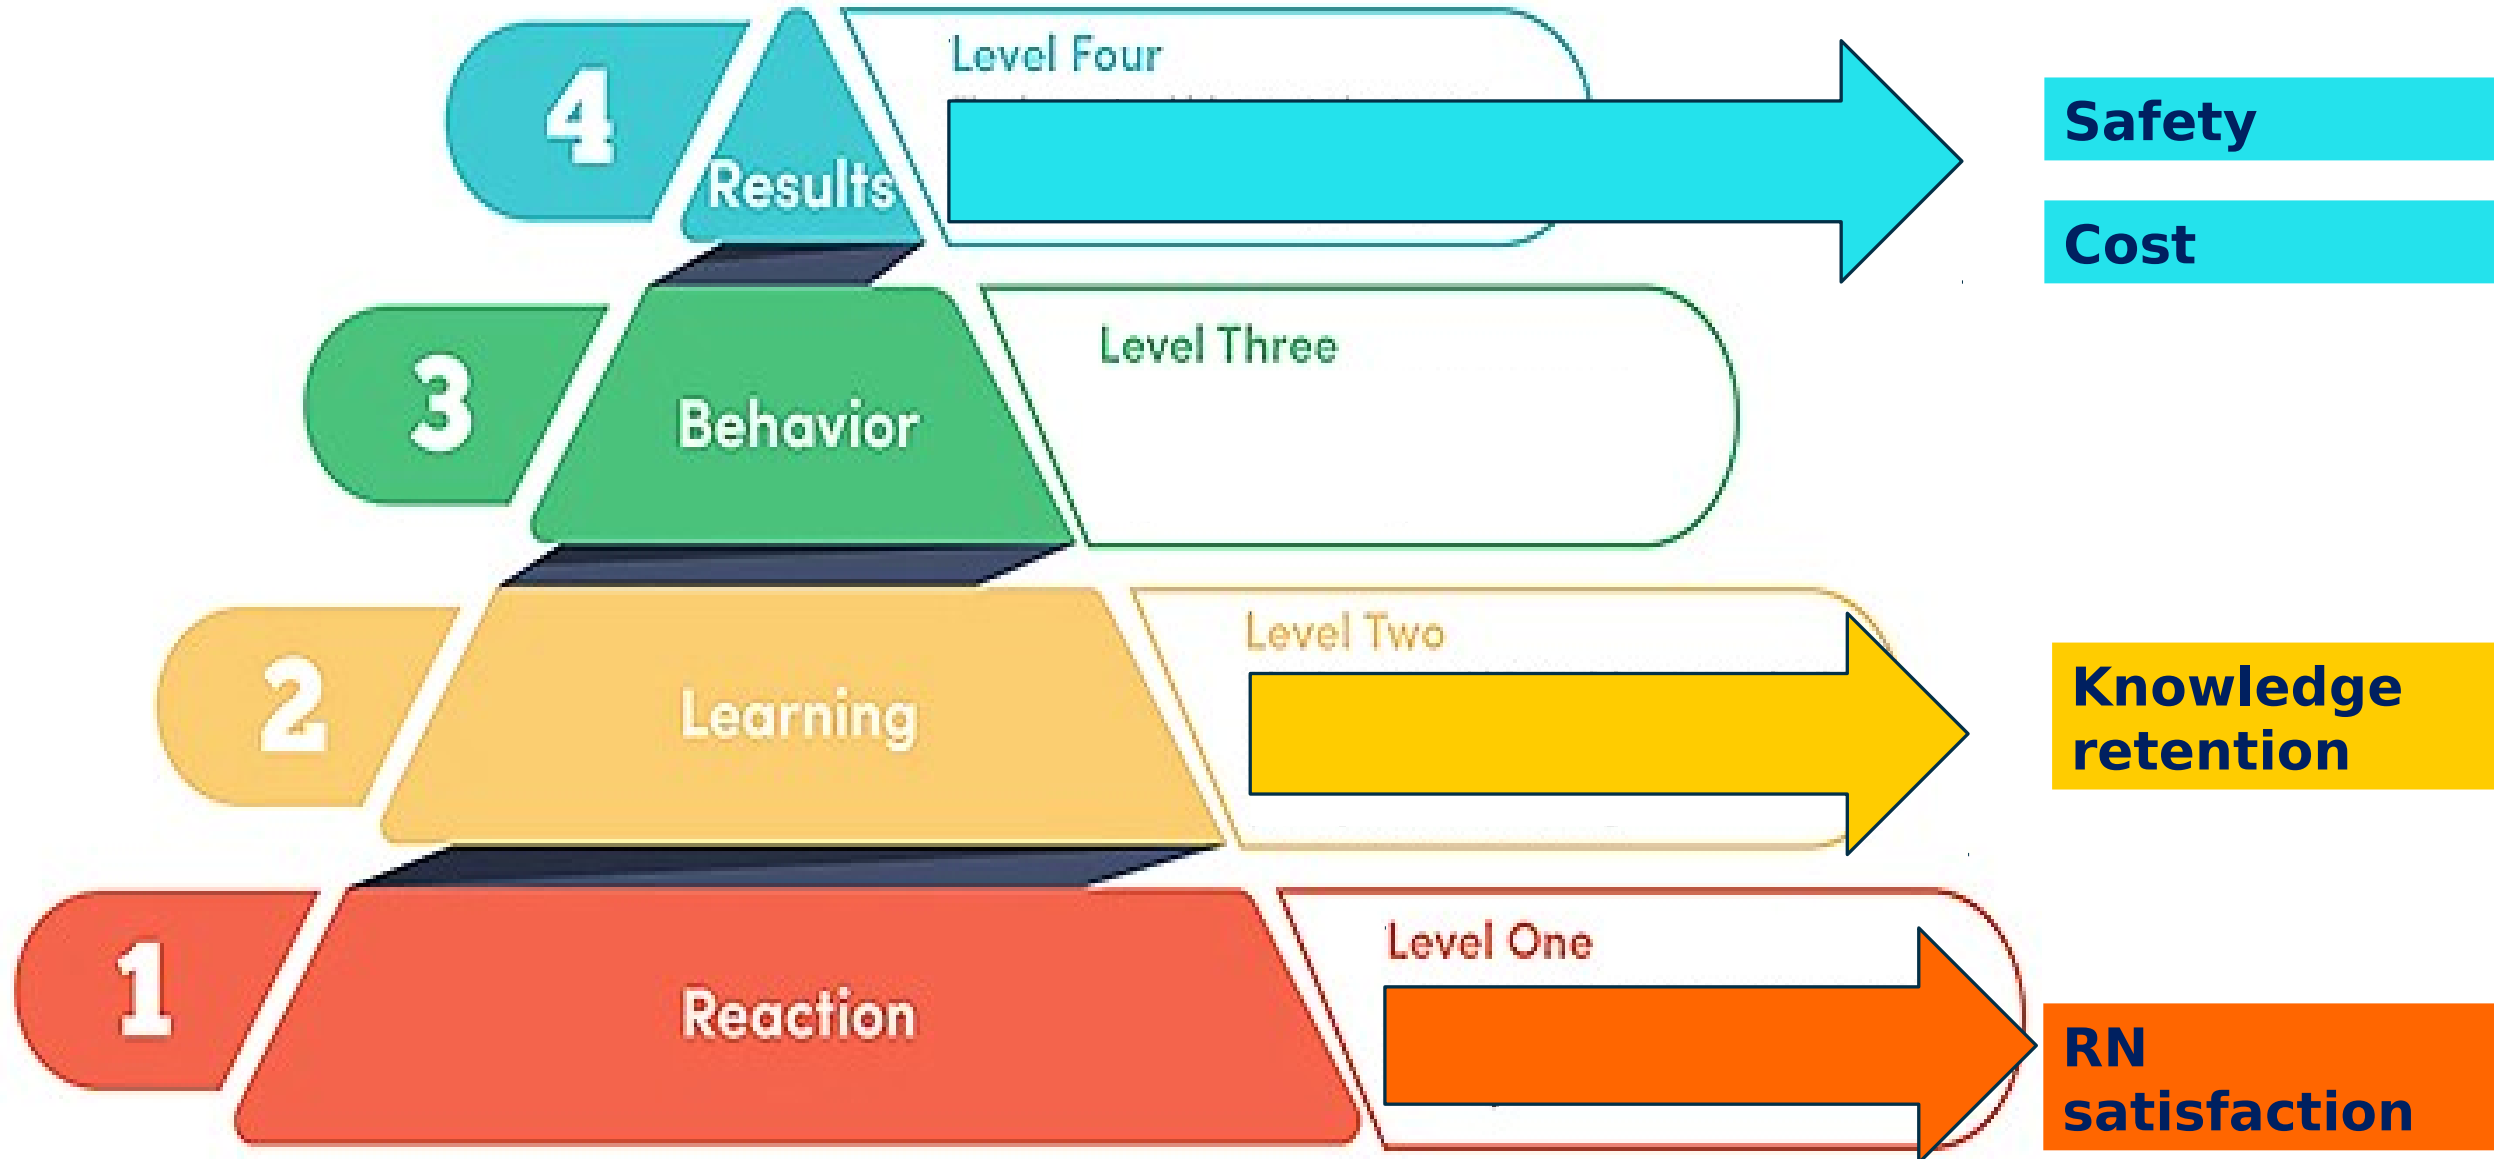 4
Results
Level Four
Safety
Cost
3
Behavior
Level Three
2
Learning
Level Two
Knowledge
retention
1
Reaction
Level One
RN
satisfaction